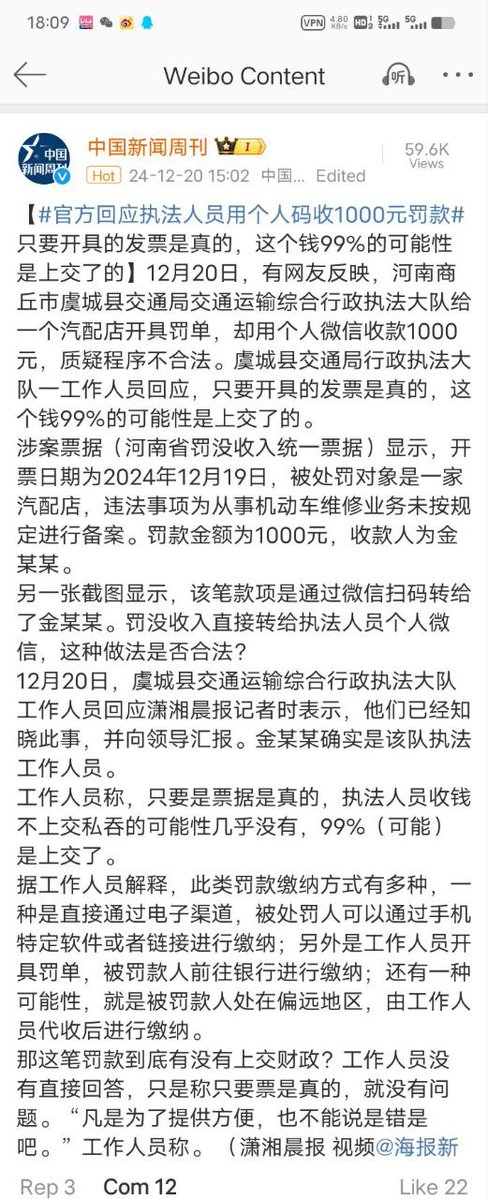 18:09
VPN 4.80 KB/s HD 1 2 5G 5G
Weibo Content
听
中国
新闻周刊
中国新闻周刊 I
59.6K
Views
Hot 24-12-20 15:02 中国... Edited
【#官方回应执法人员用个人码收1000元罚款#
只要开具的发票是真的，这个钱99%的可能性
是上交了的】12月20日，有网友反映，河南商
丘市虞城县交通局交通运输综合行政执法大队给
一个汽配店开具罚单，却用个人微信收款1000
元，质疑程序不合法。虞城县交通局行政执法大
队一工作人员回应，只要开具的发票是真的，这
个钱99%的可能性是上交了的。
涉案票据（河南省罚没收入统一票据）显示，开
票日期为2024年12月19日，被处罚对象是一家
汽配店，违法事项为从事机动车维修业务未按规
定进行备案。罚款金额为1000元，收款人为金
某某。
另一张截图显示，该笔款项是通过微信扫码转给
了金某某。罚没收入直接转给执法人员个人微
信，这种做法是否合法？
12月20日，虞城县交通运输综合行政执法大队
工作人员回应潇湘晨报记者时表示，他们已经知
晓此事，并向领导汇报。金某某确实是该队执法
工作人员。
工作人员称，只要是票据是真的，执法人员收钱
不上交私吞的可能性几乎没有，99%（可能）
是上交了。
据工作人员解释，此类罚款缴纳方式有多种，一
种是直接通过电子渠道，被处罚人可以通过手机
特定软件或者链接进行缴纳；另外是工作人员开
具罚单，被罚款人前往银行进行缴纳；还有一种
可能性，就是被罚款人处在偏远地区，由工作人
员代收后进行缴纳。
那这笔罚款到底有没有上交财政？工作人员没
有直接回答，只是称只要票是真的，就没有问
题。“凡是为了提供方便，也不能说是错是
吧。”工作人员称。（潇湘晨报 视频@海报新
Rep 3 Com 12 Like 22